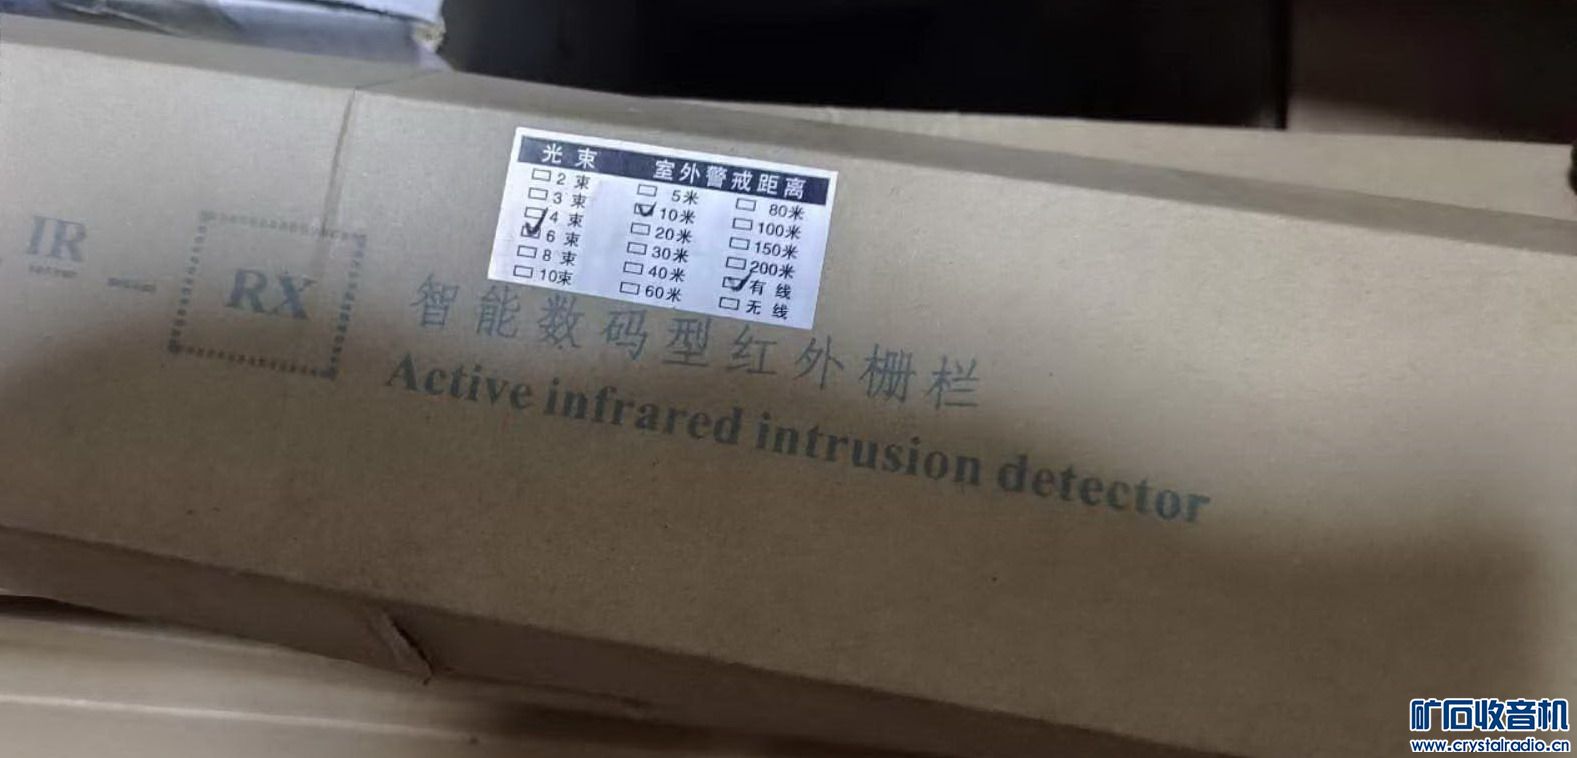 光束 室外警戒距离
□ 2 束 □ 5米 □ 80米
□ 3 束 ☑ 10米 □ 100米
□ 4 束 □ 20米 □ 150米
☑ 6 束 □ 30米 □ 200米
□ 8 束 □ 40米 ☑ 有 线
□ 10束 □ 60米 □ 无 线
IR
RX
智能数码型红外栅栏
Active infrared intrusion detector
矿石收音机
www.crystalradio.cn